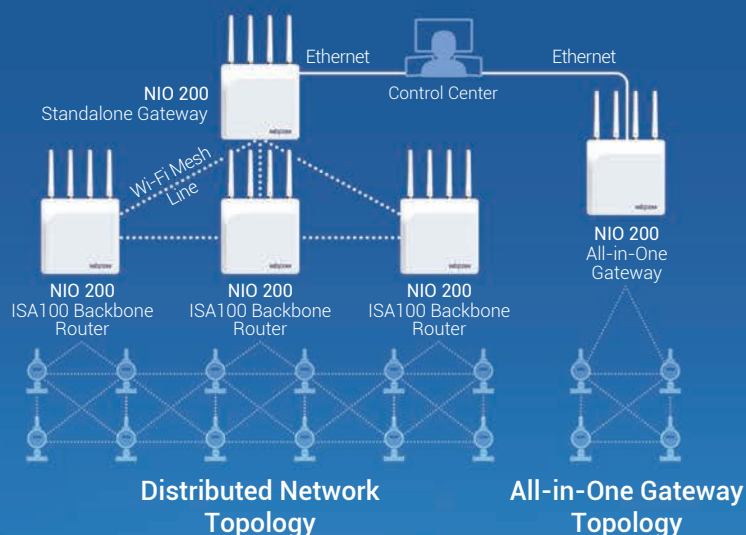 Ethernet
Ethernet
Control Center
NIO 200
Standalone Gateway
Wi-Fi Mesh
Line
NIO 200
All-in-One
Gateway
NIO 200
ISA100 Backbone
Router
NIO 200
ISA100 Backbone
Router
NIO 200
ISA100 Backbone
Router
Distributed Network
Topology
All-in-One Gateway
Topology